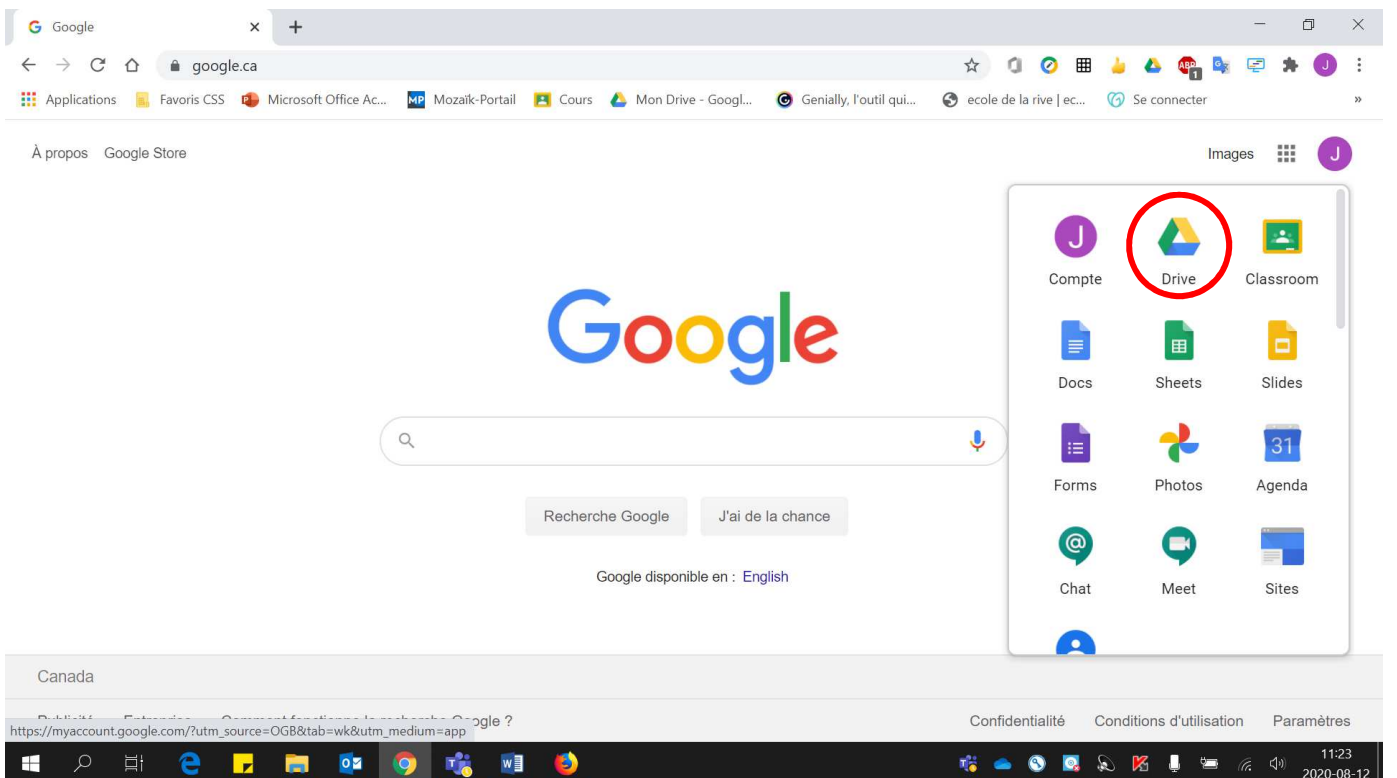 Google
google.ca
Applications Favoris CSS Microsoft Office Ac... Mozaïk-Portail Cours Mon Drive - Googl... Genially, l'outil qui... ecole de la rive | ec... Se connecter »
À propos Google Store Images J
J
Compte Drive Classroom
Google
Docs Sheets Slides
31
Forms Photos Agenda
Recherche Google J'ai de la chance
Chat Meet Sites
Google disponible en : English
Canada
Confidentialité Conditions d'utilisation Paramètres
https://myaccount.google.com/?utm_source=OGB&tab=wk&utm_medium=app
11:23
2020-08-12